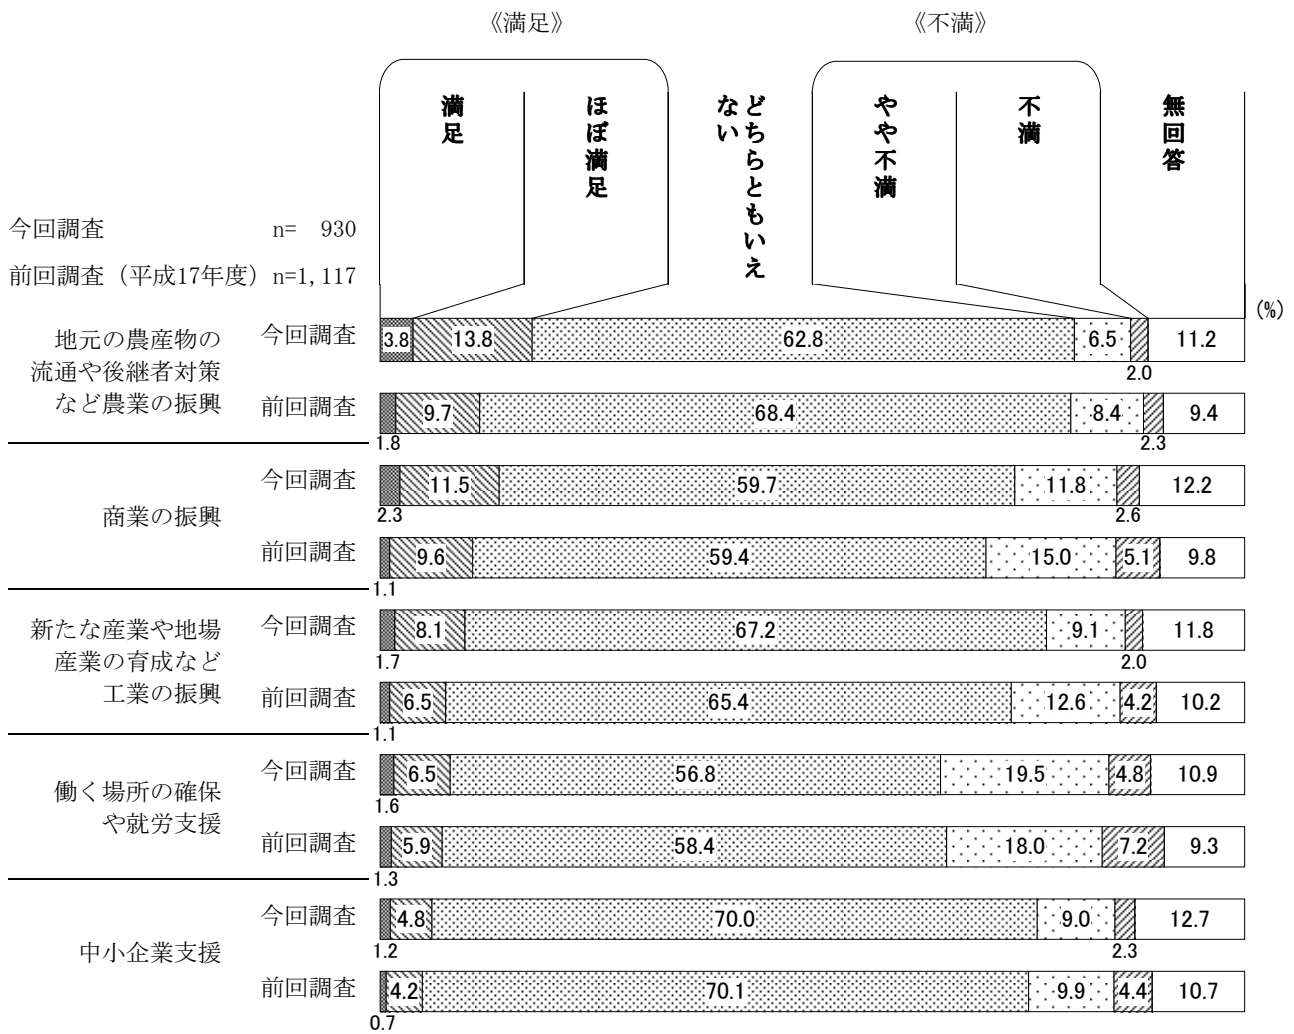 《満足》 《不満》
満足
ほぼ満足
どちらともいえ
ない
やや不満
不満
無回答
今回調査 n= 930
前回調査（平成17年度）n=1,117
(%)
地元の農産物の
流通や後継者対策
など農業の振興
今回調査 3.8 13.8 62.8 6.5 11.2
2.0
前回調査 9.7 68.4 8.4 9.4
1.8 2.3
商業の振興
今回調査 11.5 59.7 11.8 12.2
2.3 2.6
前回調査 9.6 59.4 15.0 5.1 9.8
1.1
新たな産業や地場
産業の育成など
工業の振興
今回調査 8.1 67.2 9.1 11.8
1.7 2.0
前回調査 6.5 65.4 12.6 4.2 10.2
1.1
働く場所の確保
や就労支援
今回調査 6.5 56.8 19.5 4.8 10.9
1.6
前回調査 5.9 58.4 18.0 7.2 9.3
1.3
中小企業支援
今回調査 4.8 70.0 9.0 12.7
1.2 2.3
前回調査 4.2 70.1 9.9 4.4 10.7
0.7